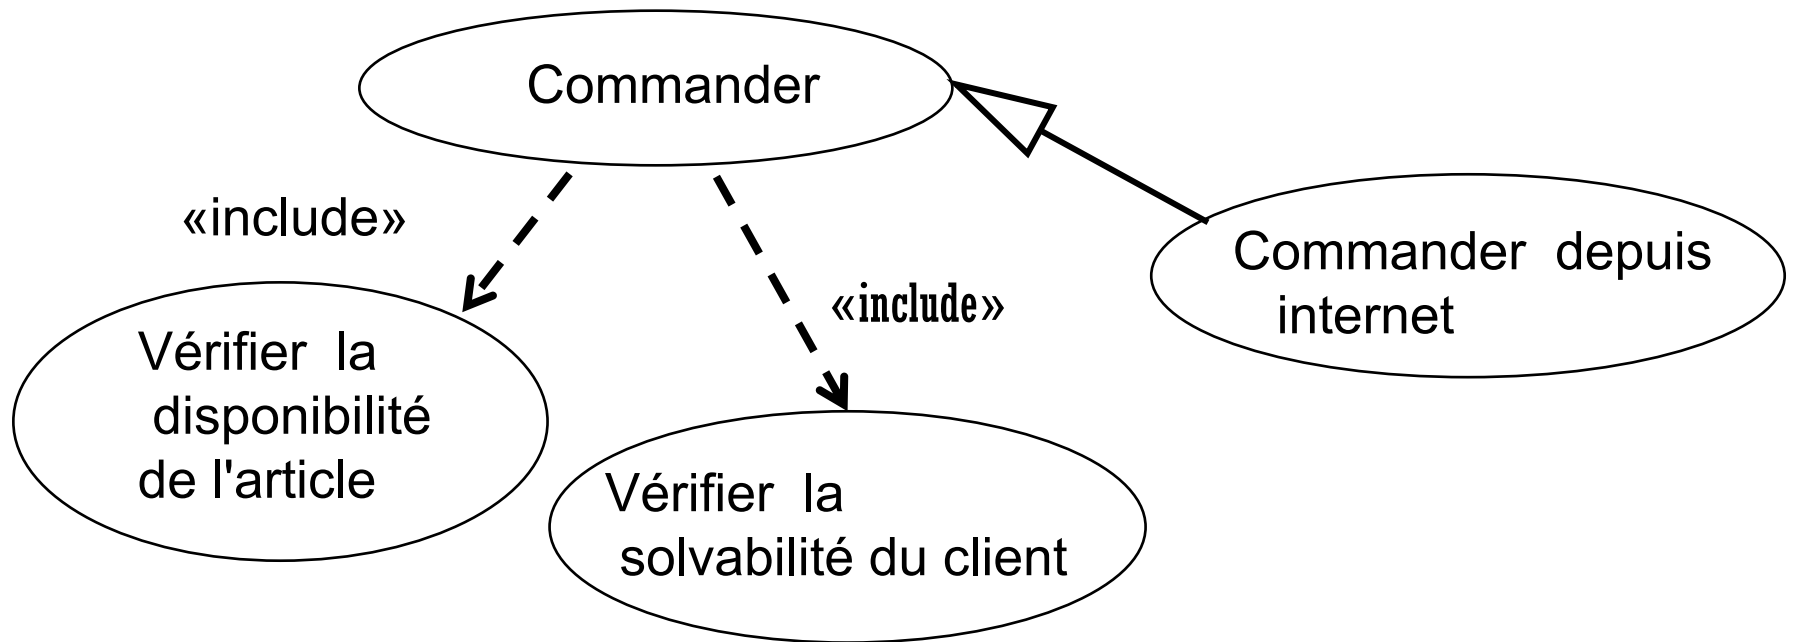 Commander
«include»
Commander depuis
internet
«include»
Vérifier la
disponibilité
de l'article
Vérifier la
solvabilité du client